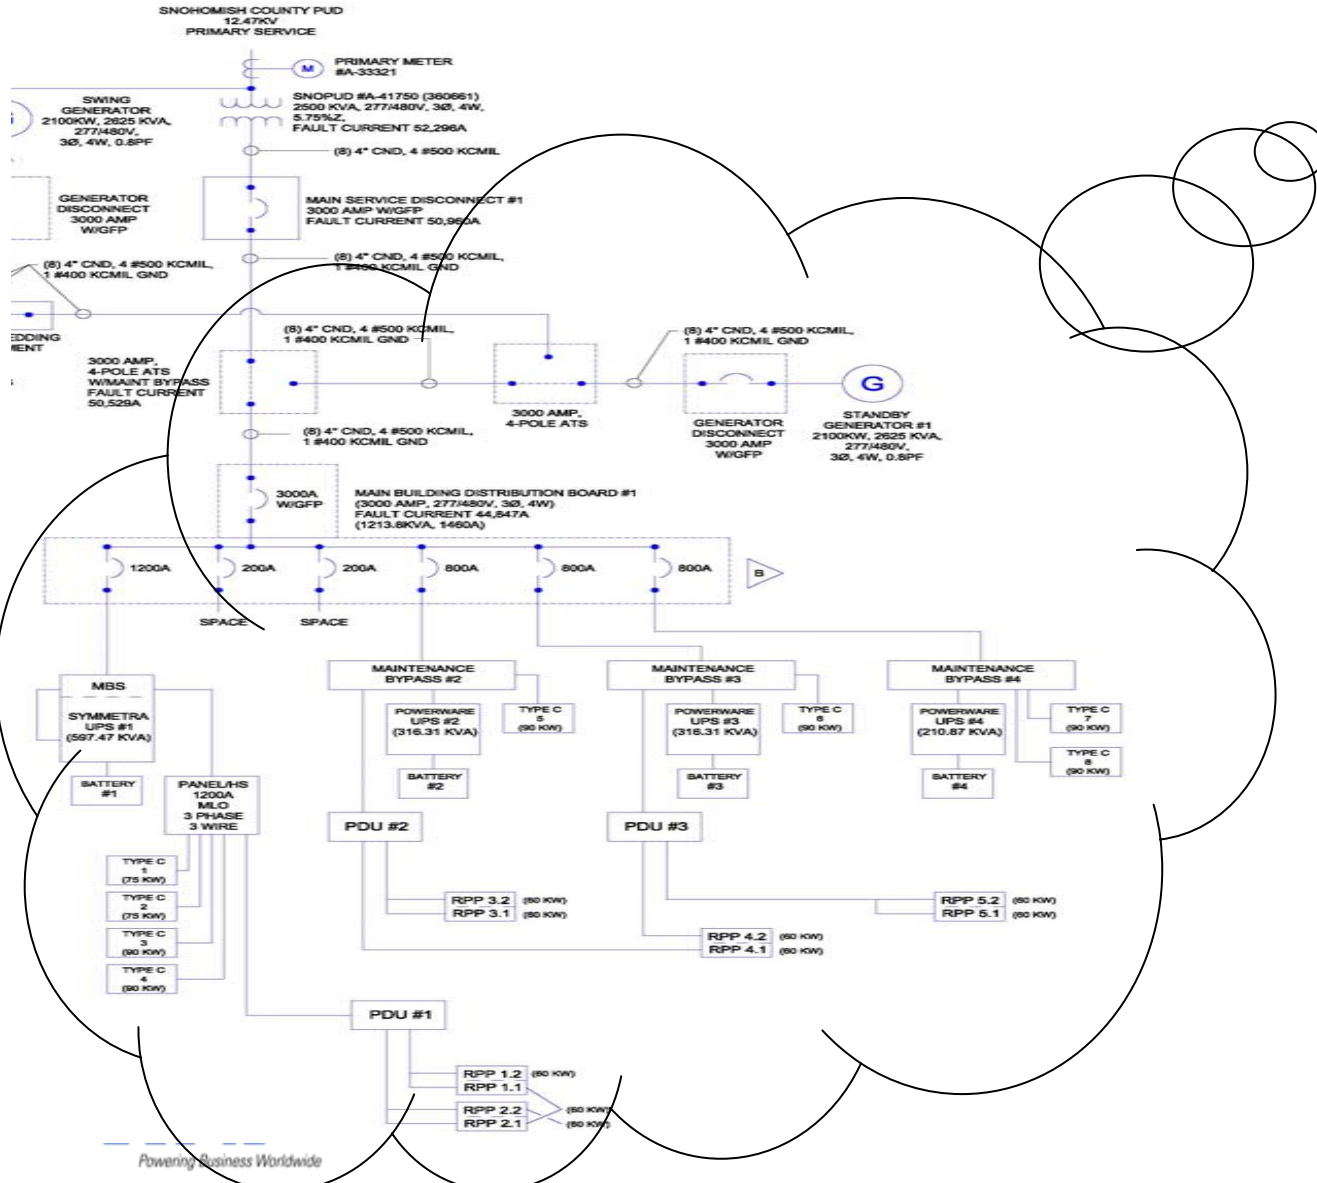 SNOHOMISH COUNTY PUD
12.47KV
PRIMARY SERVICE
M
PRIMARY METER
#A-33321
SWING
GENERATOR
2100KW, 2625 KVA,
277/480V,
3Ø, 4W, 0.8PF
SNOPUD #A-41750 (360661)
2500 KVA, 277/480V, 3Ø, 4W,
5.75%Z,
FAULT CURRENT 52,296A
(8) 4" CND, 4 #500 KCMIL
GENERATOR
DISCONNECT
3000 AMP
W/GFP
MAIN SERVICE DISCONNECT #1
3000 AMP W/GFP
FAULT CURRENT 50,960A
(8) 4" CND, 4 #500 KCMIL,
1 #400 KCMIL GND
(8) 4" CND, 4 #500 KCMIL,
1 #400 KCMIL GND
EDDING
MENT
(8) 4" CND, 4 #500 KCMIL,
1 #400 KCMIL GND
(8) 4" CND, 4 #500 KCMIL,
1 #400 KCMIL GND
3000 AMP,
4-POLE ATS
W/MAINT BYPASS
FAULT CURRENT
50,529A
3000 AMP,
4-POLE ATS
GENERATOR
DISCONNECT
3000 AMP
W/GFP
G
STANDBY
GENERATOR #1
2100KW, 2625 KVA,
277/480V,
3Ø, 4W, 0.8PF
(8) 4" CND, 4 #500 KCMIL,
1 #400 KCMIL GND
3000A
W/GFP
MAIN BUILDING DISTRIBUTION BOARD #1
(3000 AMP, 277/480V, 3Ø, 4W)
FAULT CURRENT 44,847A
(1213.8KVA, 1460A)
1200A
200A
200A
800A
800A
800A
B
SPACE
SPACE
MBS
SYMMETRA
UPS #1
(597.47 KVA)
BATTERY
#1
PANEL/HS
1200A
MLO
3 PHASE
3 WIRE
MAINTENANCE
BYPASS #2
POWERWARE
UPS #2
(316.31 KVA)
TYPE C
5
(90 KW)
BATTERY
#2
MAINTENANCE
BYPASS #3
POWERWARE
UPS #3
(316.31 KVA)
TYPE C
6
(90 KW)
BATTERY
#3
MAINTENANCE
BYPASS #4
POWERWARE
UPS #4
(210.87 KVA)
TYPE C
7
(90 KW)
TYPE C
8
(90 KW)
BATTERY
#4
PDU #2
PDU #3
TYPE C
1
(75 KW)
TYPE C
2
(75 KW)
TYPE C
3
(90 KW)
TYPE C
4
(90 KW)
RPP 3.2 (60 KW)
RPP 3.1 (60 KW)
RPP 5.2 (60 KW)
RPP 5.1 (60 KW)
RPP 4.2 (60 KW)
RPP 4.1 (60 KW)
PDU #1
RPP 1.2 (60 KW)
RPP 1.1
RPP 2.2 (60 KW)
RPP 2.1 (60 KW)
Powering Business Worldwide